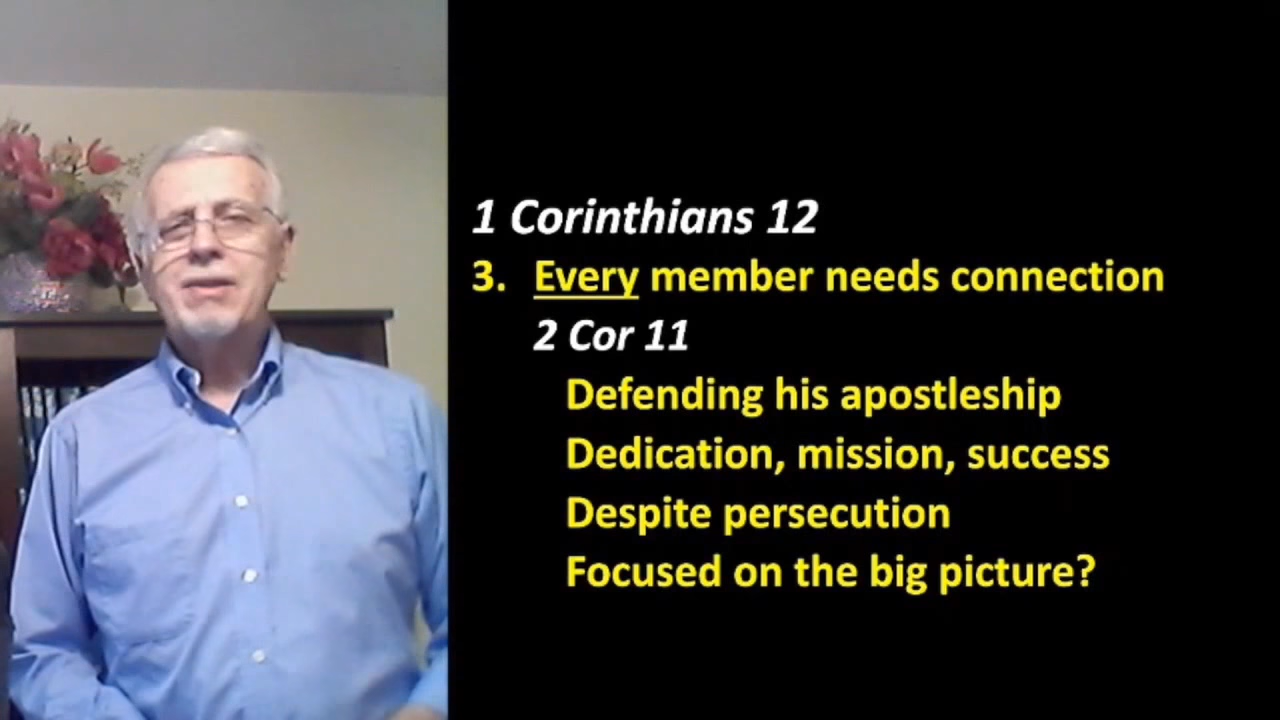 1 Corinthians 12
3. Every member needs connection
2 Cor 11
Defending his apostleship
Dedication, mission, success
Despite persecution
Focused on the big picture?